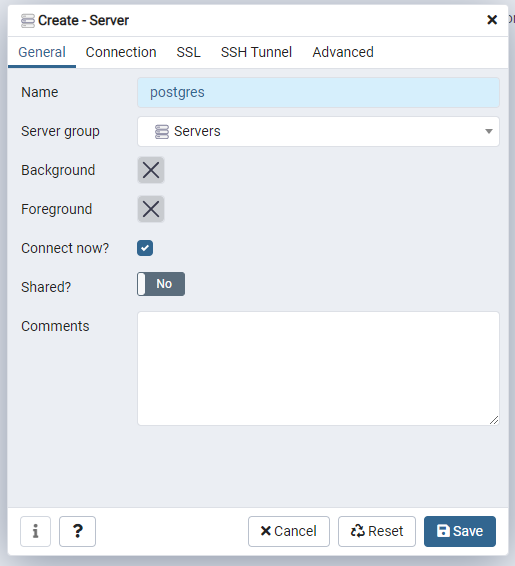 Create - Server
General Connection SSL SSH Tunnel Advanced
Name postgres
Server group Servers
Background
Foreground
Connect now?
Shared? No
Comments
i ? Cancel Reset Save